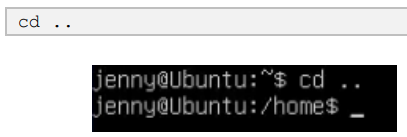 cd ..
jenny@Ubuntu:~$ cd ..
jenny@Ubuntu:/home$ _